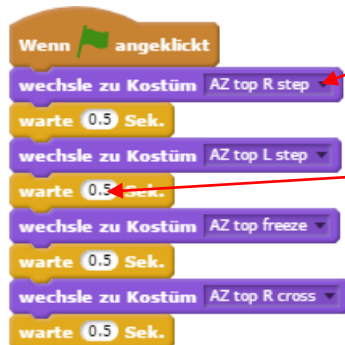 Wenn angeklickt
wechsle zu Kostüm AZ top R step
warte 0.5 Sek.
wechsle zu Kostüm AZ top L step
warte 0.5 Sek.
wechsle zu Kostüm AZ top freeze
warte 0.5 Sek.
wechsle zu Kostüm AZ top R cross
warte 0.5 Sek.